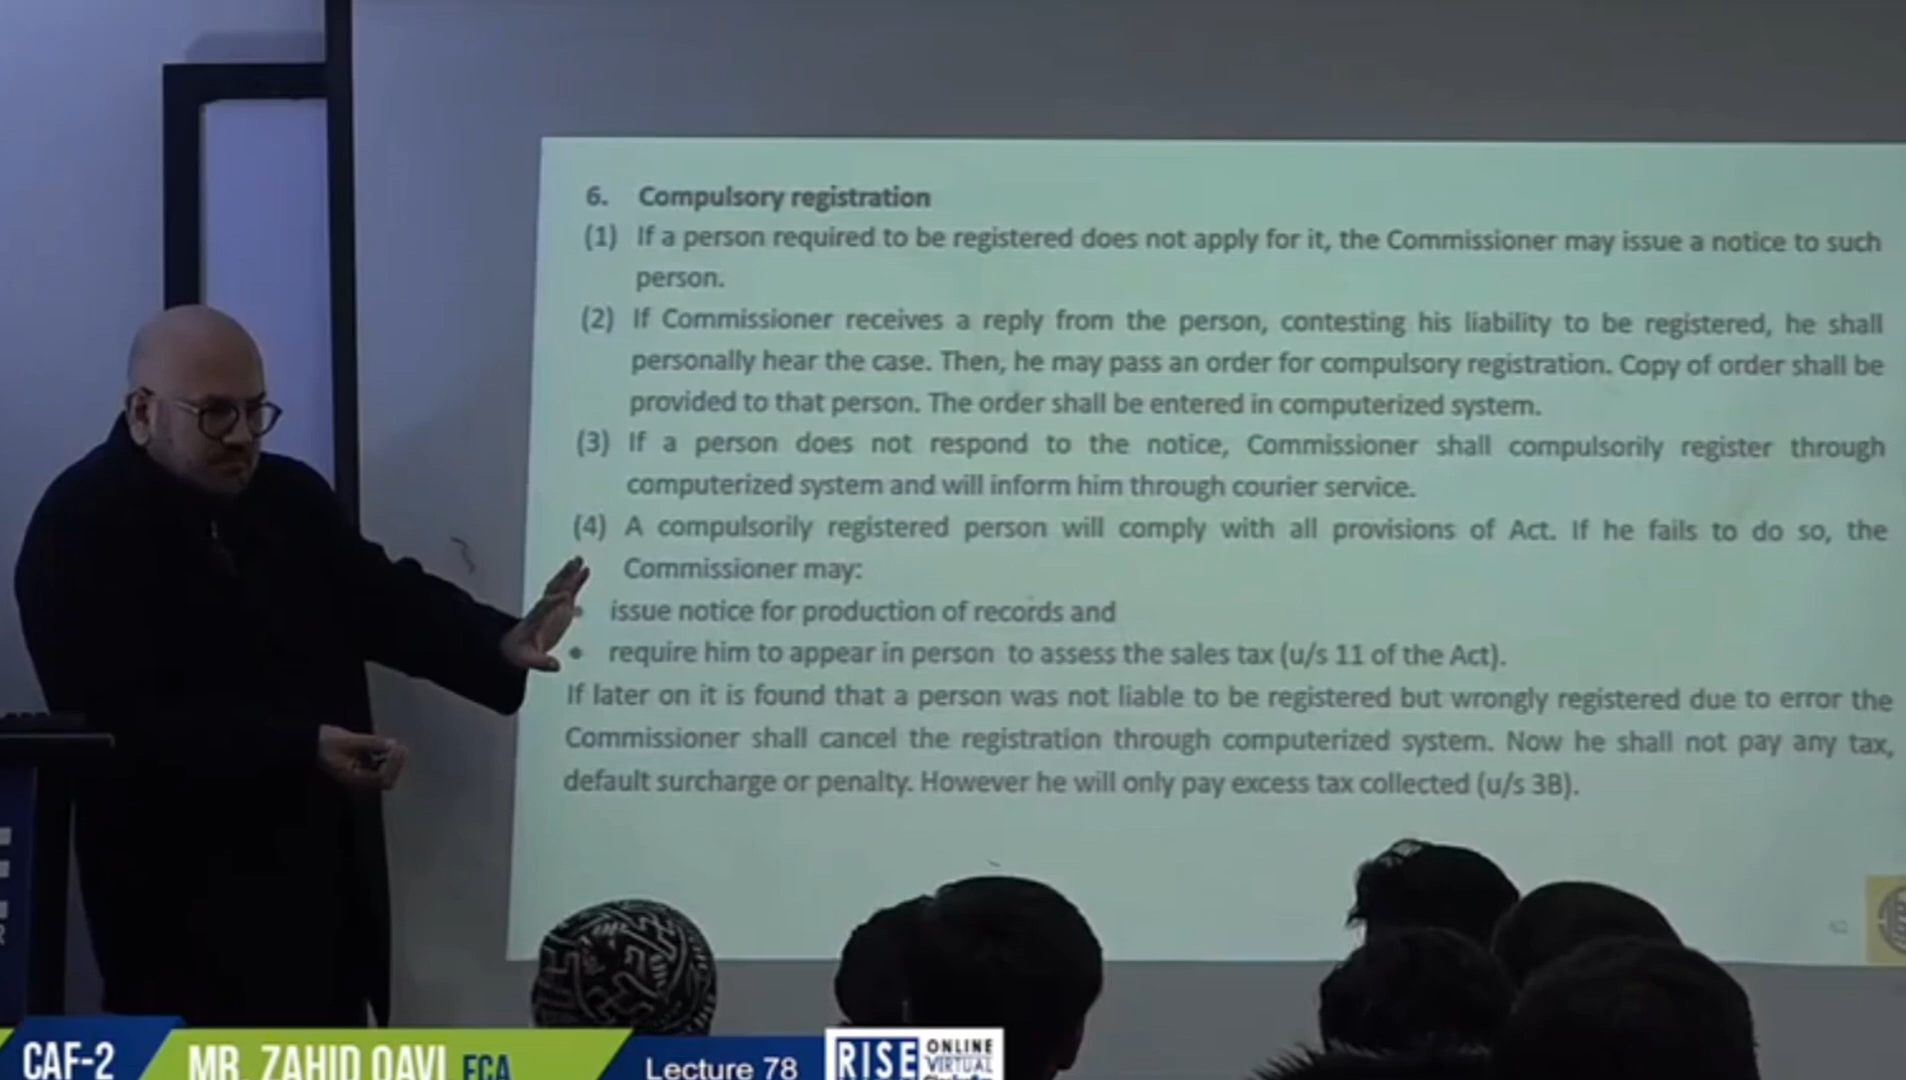 6. Compulsory registration
(1) If a person required to be registered does not apply for it, the Commissioner may issue a notice to such
person.
(2) If Commissioner receives a reply from the person, contesting his liability to be registered, he shall
personally hear the case. Then, he may pass an order for compulsory registration. Copy of order shall be
provided to that person. The order shall be entered in computerized system.
(3) If a person does not respond to the notice, Commissioner shall compulsorily register through
computerized system and will inform him through courier service.
(4) A compulsorily registered person will comply with all provisions of Act. If he fails to do so, the
Commissioner may:
• issue notice for production of records and
• require him to appear in person to assess the sales tax (u/s 11 of the Act).
If later on it is found that a person was not liable to be registered but wrongly registered due to error the
Commissioner shall cancel the registration through computerized system. Now he shall not pay any tax,
default surcharge or penalty. However he will only pay excess tax collected (u/s 3B).
CAF-2
MR. ZAHID QAVI FCA
Lecture 78
RISE
ONLINE
VIRTUAL